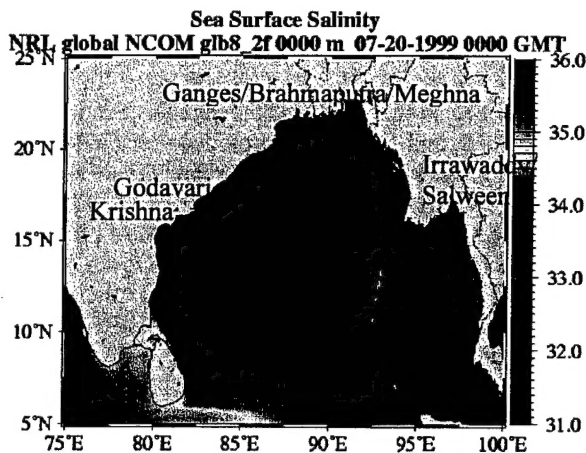 Sea Surface Salinity
NRL global NCOM glb8_2f 0000 m 07-20-1999 0000 GMT
25°N
36.0
Ganges/Brahmaputra/Meghna
35.0
20°N
Irrawaddy/
Godavari
Salween
34.0
Krishna
15°N
33.0
10°N
32.0
5°N
31.0
75°E
80°E
85°E
90°E
95°E
100°E